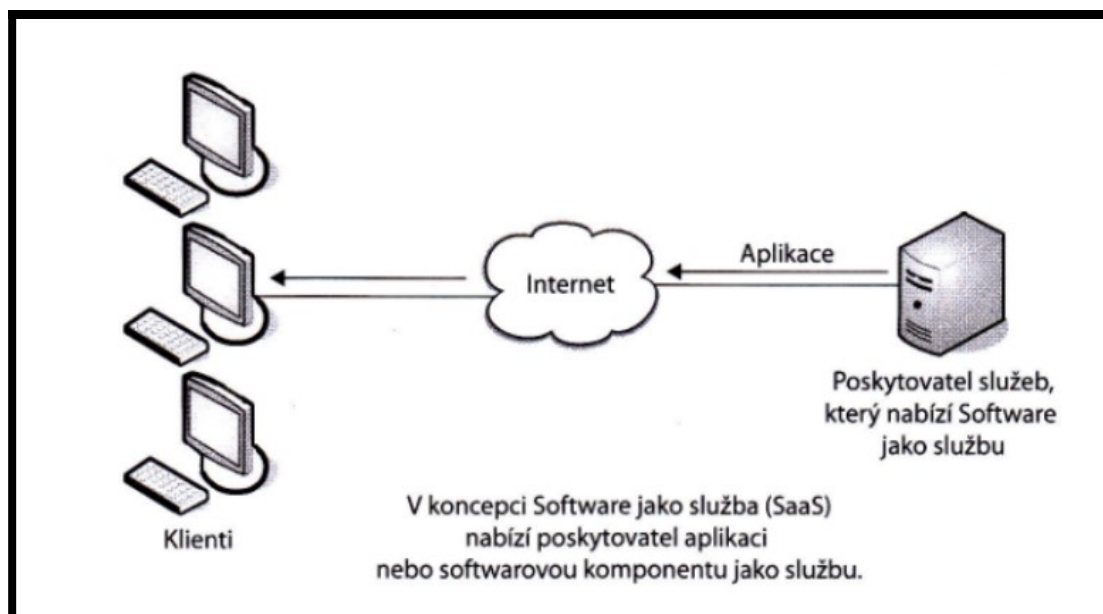 Aplikace
Internet
Poskytovatel služeb,
který nabízí Software
jako službu
Klienti
V koncepci Software jako služba (SaaS)
nabízí poskytovatel aplikaci
nebo softwarovou komponentu jako službu.